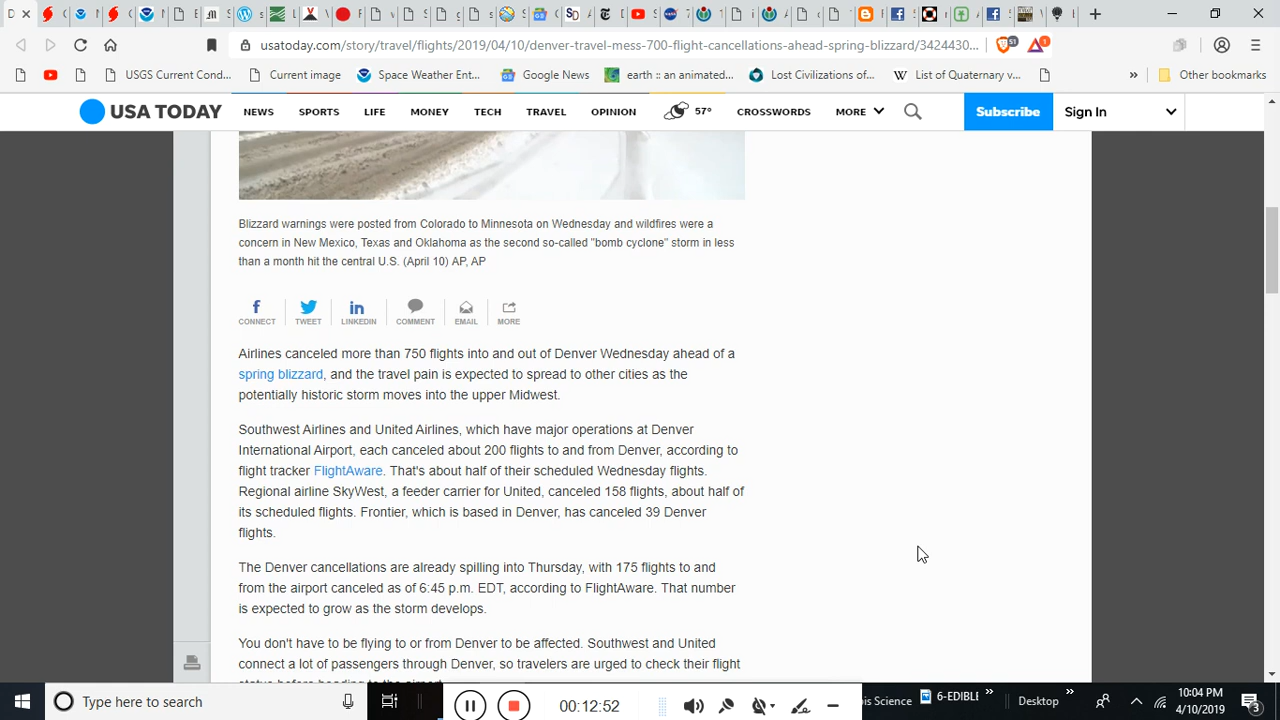 usatoday.com/story/travel/flights/2019/04/10/denver-travel-mess-700-flight-cancellations-ahead-spring-blizzard/3424430...
51
1
USGS Current Cond...
Current image
Space Weather Ent...
Google News
earth :: an animated...
Lost Civilizations of...
List of Quaternary v...
»
Other bookmarks
USA TODAY
NEWS
SPORTS
LIFE
MONEY
TECH
TRAVEL
OPINION
57°
CROSSWORDS
MORE
Subscribe
Sign In
Blizzard warnings were posted from Colorado to Minnesota on Wednesday and wildfires were a
concern in New Mexico, Texas and Oklahoma as the second so-called "bomb cyclone" storm in less
than a month hit the central U.S. (April 10) AP, AP
CONNECT
TWEET
LINKEDIN
COMMENT
EMAIL
MORE
Airlines canceled more than 750 flights into and out of Denver Wednesday ahead of a
spring blizzard, and the travel pain is expected to spread to other cities as the
potentially historic storm moves into the upper Midwest.
Southwest Airlines and United Airlines, which have major operations at Denver
International Airport, each canceled about 200 flights to and from Denver, according to
flight tracker FlightAware. That's about half of their scheduled Wednesday flights.
Regional airline SkyWest, a feeder carrier for United, canceled 158 flights, about half of
its scheduled flights. Frontier, which is based in Denver, has canceled 39 Denver
flights.
The Denver cancellations are already spilling into Thursday, with 175 flights to and
from the airport canceled as of 6:45 p.m. EDT, according to FlightAware. That number
is expected to grow as the storm develops.
You don't have to be flying to or from Denver to be affected. Southwest and United
connect a lot of passengers through Denver, so travelers are urged to check their flight
Type here to search
00:12:52
is Science
6-EDIBLE
»
Desktop
»
10:04 PM
4/10/2019
3